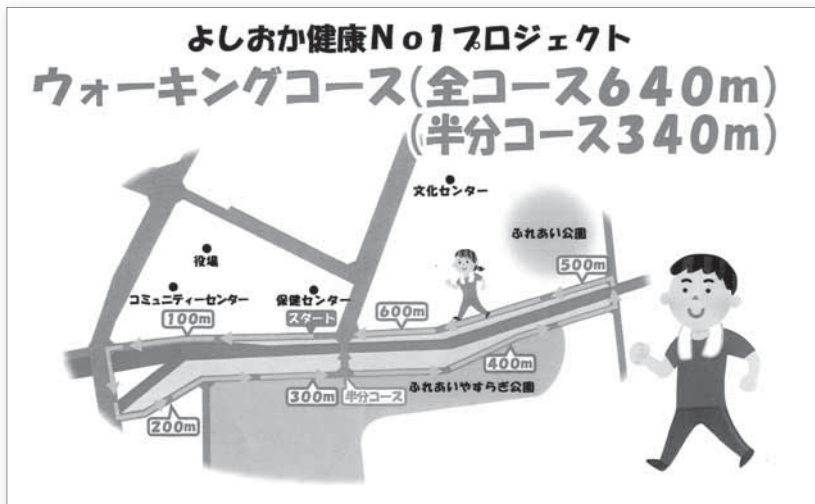 よしおか健康No1プロジェクト
ウォーキングコース(全コース640m)
(半分コース340m)
文化センター
ふれあい公園
役場
500m
コミュニティーセンター
保健センター
100m
スタート
600m
400m
ふれあいやすらぎ公園
300m
半分コース
200m